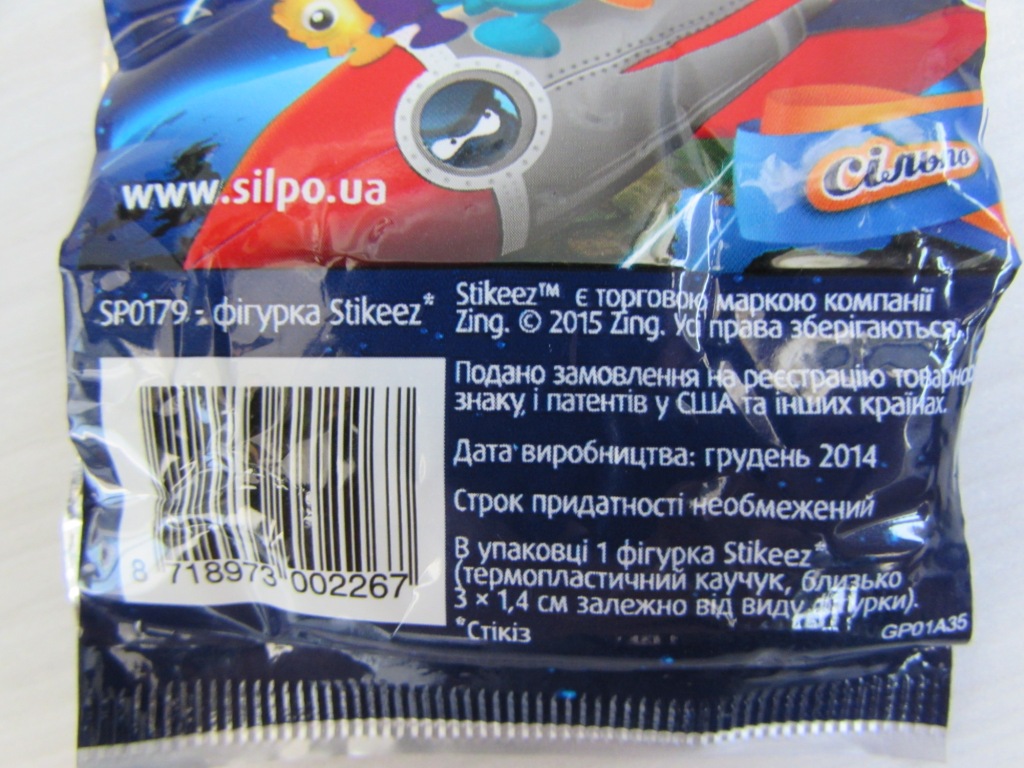 www.silpo.ua
Сільпо
SP0179 - фігурка Stikeez*
Stikeez™ є торговою маркою компанії
Zing. © 2015 Zing. Усі права зберігаються.
Подано замовлення на реєстрацію товарно
знаку, і патентів у США та інших країнах.
Дата виробництва: грудень 2014
Строк придатності необмежений
В упаковці 1 фігурка Stikeez*
(термопластичний каучук, близько
3 × 1,4 см залежно від виду фігурки).
*Стікіз
GP01A35
8 718973 002267